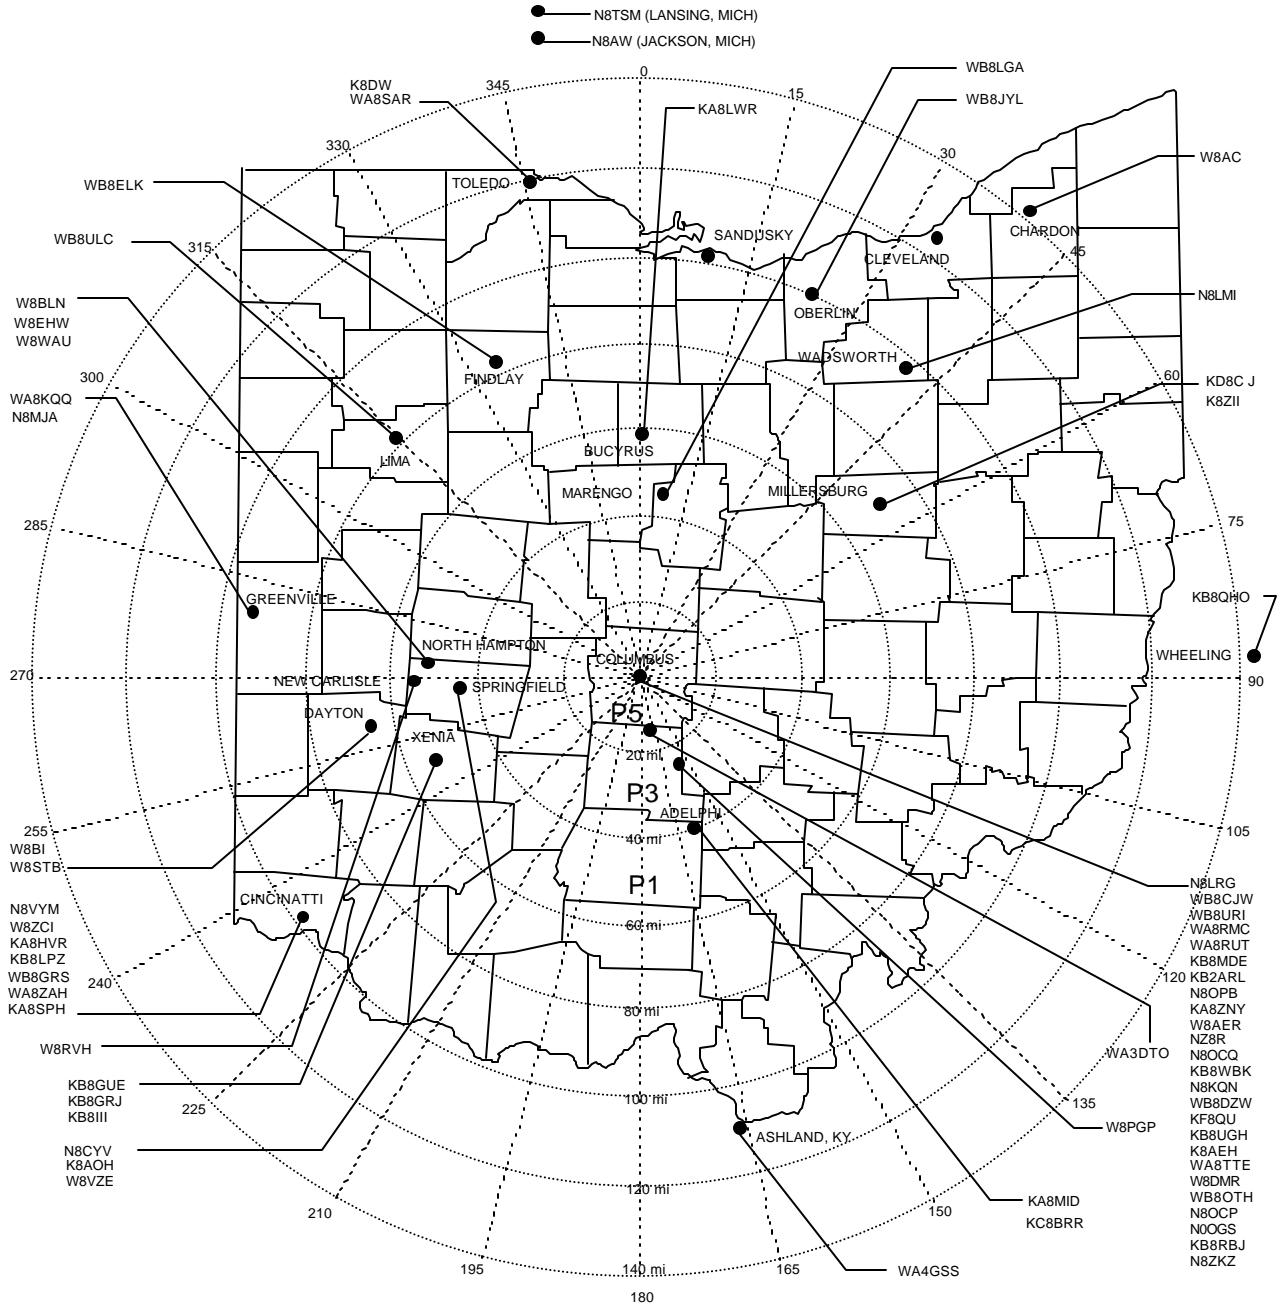 N8TSM (LANSING, MICH)
N8AW (JACKSON, MICH)
0
15
30
45
60
75
90
105
120
135
150
165
180
195
210
225
240
255
270
285
300
315
330
345
K8DW
WA8SAR
KA8LWR
WB8LGA
WB8JYL
W8AC
WB8ELK
WB8ULC
W8BLN
W8EHW
W8WAU
WA8KQQ
N8MJA
N8LMI
KD8C J
K8ZII
KB8QHO
TOLEDO
SANDUSKY
CHARDON
CLEVELAND
OBERLIN
WADSWORTH
FINDLAY
LIMA
BUCYRUS
MARENGO
MILLERSBURG
GREENVILLE
NORTH HAMPTON
COLUMBUS
WHEELING
NEW CARLISLE
SPRINGFIELD
DAYTON
XENIA
P5
20 mi
P3
ADELPHI
40 mi
P1
CINCINATTI
60 mi
80 mi
100 mi
ASHLAND, KY
120 mi
140 mi
W8BI
W8STB
N8VYM
W8ZCI
KA8HVR
KB8LPZ
WB8GRS
WA8ZAH
KA8SPH
W8RVH
KB8GUE
KB8GRJ
KB8III
N8CYV
K8AOH
W8VZE
N8LRG
WB8CJW
WB8URI
WA8RMC
WA8RUT
KB8MDE
KB2ARL
N8OPB
KA8ZNY
W8AER
NZ8R
N8OCQ
KB8WBK
N8KQN
WB8DZW
KF8QU
KB8UGH
K8AEH
WA8TTE
W8DMR
WB8OTH
N8OCP
N0OGS
KB8RBJ
N8ZKZ
WA3DTO
W8PGP
KA8MID
KC8BRR
WA4GSS